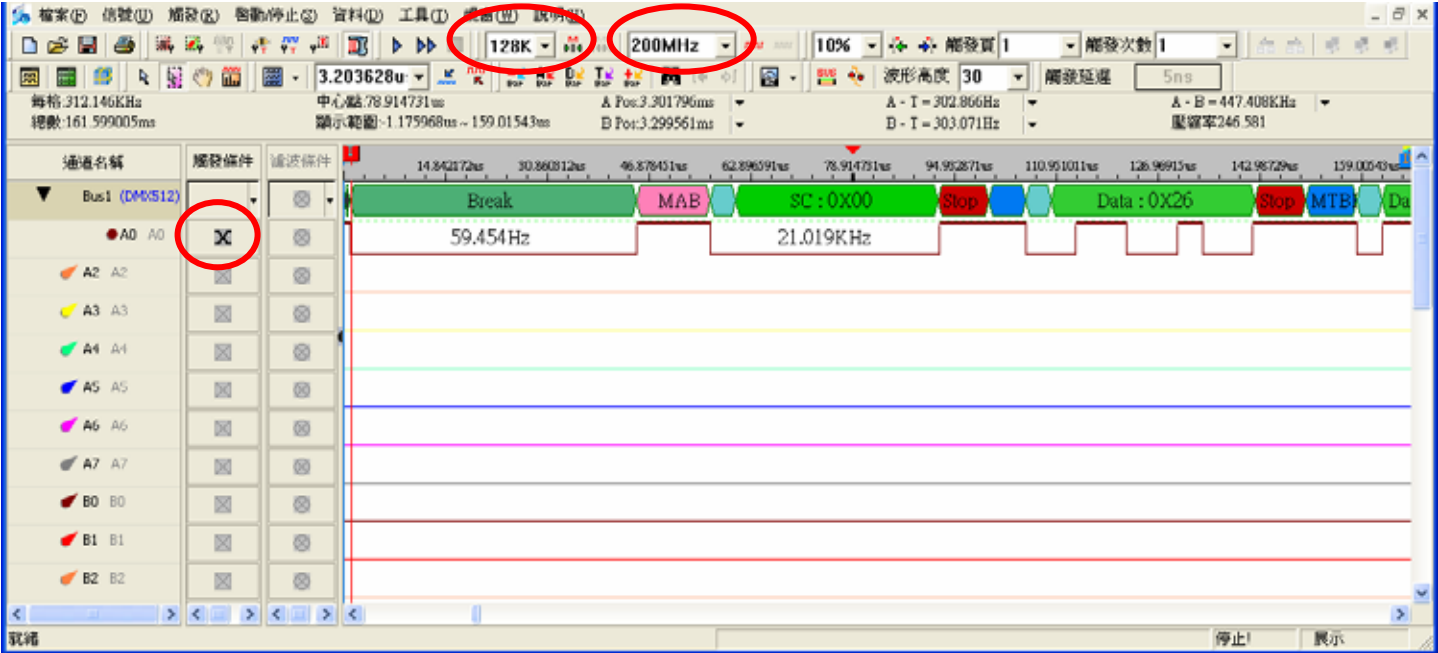 檔案(F) 信號(U) 觸發(R) 啓動/停止(S) 資料(D) 工具(T) 視窗(W) 說明(H)
128K 200MHz 10% 觸發頁 1 觸發次數 1
3.203628u 波形高度 30 觸發延遲 5ns
每格:312.146KHz 中心點:78.914731us A Pos:3.301796ms A - T = 302.866Hz A - B = 447.408KHz
總數:161.599005ms 顯示範圍:-1.175968us ~ 159.01543us B Pos:3.299561ms B - T = 303.071Hz 壓縮率246.581
通道名稱 觸發條件 濾波條件 14.842172us 30.860312us 46.878451us 62.896591us 78.914731us 94.932871us 110.951011us 126.96915us 142.98729us 159.00543us
Bus1 (DMX512) Break MAB SC : 0X00 Stop Data : 0X26 Stop MTB Da
A0 A0 59.454Hz 21.019KHz
A2 A2
A3 A3
A4 A4
A5 A5
A6 A6
A7 A7
B0 B0
B1 B1
B2 B2
就緒 停止! 展示